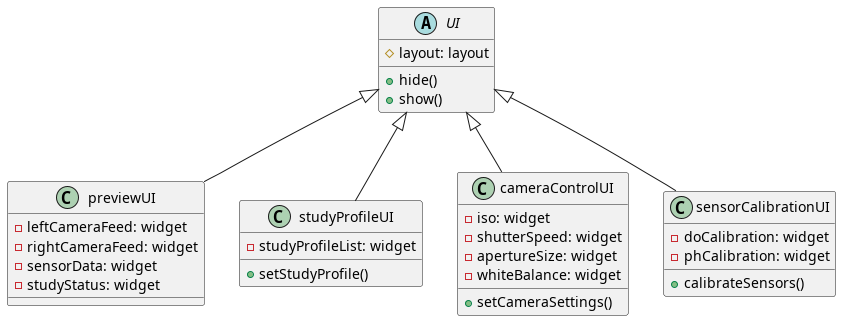 A UI
layout: layout
hide()
show()
C previewUI
leftCameraFeed: widget
rightCameraFeed: widget
sensorData: widget
studyStatus: widget
C studyProfileUI
studyProfileList: widget
setStudyProfile()
C cameraControlUI
iso: widget
shutterSpeed: widget
apertureSize: widget
whiteBalance: widget
setCameraSettings()
C sensorCalibrationUI
doCalibration: widget
phCalibration: widget
calibrateSensors()